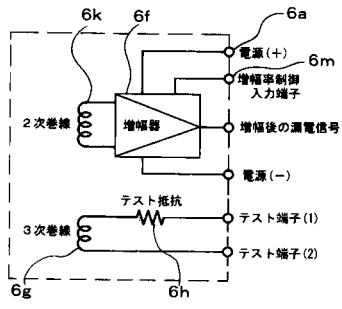 6k
6f
6a
電源(+)
6m
増幅率制御
入力端子
2次巻線
増幅器
増幅後の漏電信号
電源(−)
テスト抵抗
テスト端子(1)
3次巻線
テスト端子(2)
6g
6h